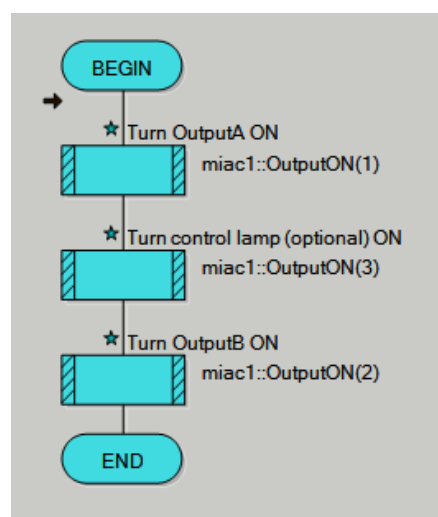 BEGIN
Turn OutputA ON
miac1::OutputON(1)
Turn control lamp (optional) ON
miac1::OutputON(3)
Turn OutputB ON
miac1::OutputON(2)
END